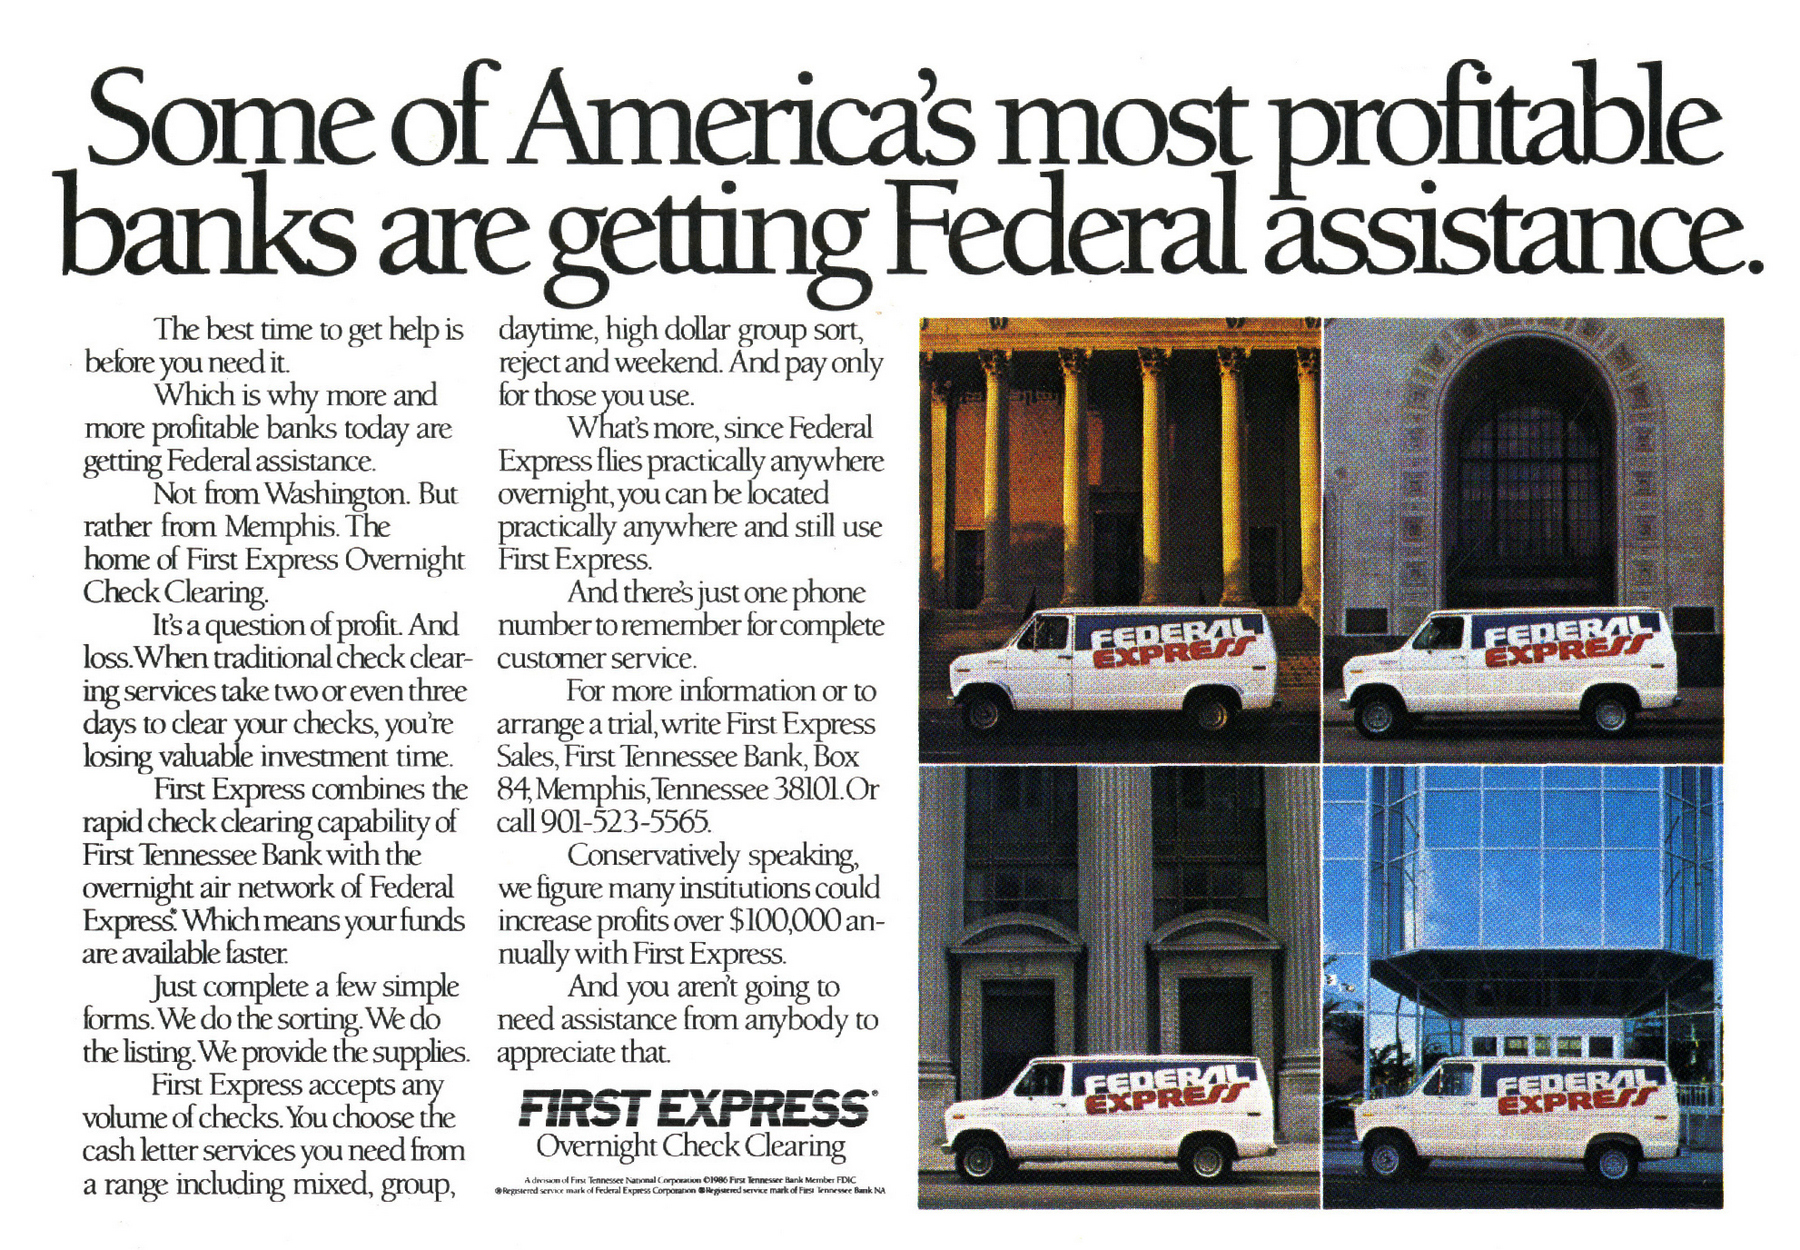 Some of America's most profitable
banks are getting Federal assistance.
The best time to get help is
before you need it.
Which is why more and
more profitable banks today are
getting Federal assistance.
Not from Washington. But
rather from Memphis. The
home of First Express Overnight
Check Clearing.
It's a question of profit. And
loss. When traditional check clear-
ing services take two or even three
days to clear your checks, you're
losing valuable investment time.
First Express combines the
rapid check clearing capability of
First Tennessee Bank with the
overnight air network of Federal
Express.® Which means your funds
are available faster.
Just complete a few simple
forms. We do the sorting. We do
the listing. We provide the supplies.
First Express accepts any
volume of checks. You choose the
cash letter services you need from
a range including mixed, group,
daytime, high dollar group sort,
reject and weekend. And pay only
for those you use.
What's more, since Federal
Express flies practically anywhere
overnight, you can be located
practically anywhere and still use
First Express.
And there's just one phone
number to remember for complete
customer service.
For more information or to
arrange a trial, write First Express
Sales, First Tennessee Bank, Box
84, Memphis, Tennessee 38101. Or
call 901-523-5565.
Conservatively speaking,
we figure many institutions could
increase profits over $100,000 an-
nually with First Express.
And you aren't going to
need assistance from anybody to
appreciate that.
FIRST EXPRESS®
Overnight Check Clearing
A division of First Tennessee National Corporation ©1986 First Tennessee Bank Member FDIC
®Registered service mark of Federal Express Corporation ®Registered service mark of First Tennessee Bank NA
FEDERAL
EXPRESS
FEDERAL
EXPRESS
FEDERAL
EXPRESS
FEDERAL
EXPRESS